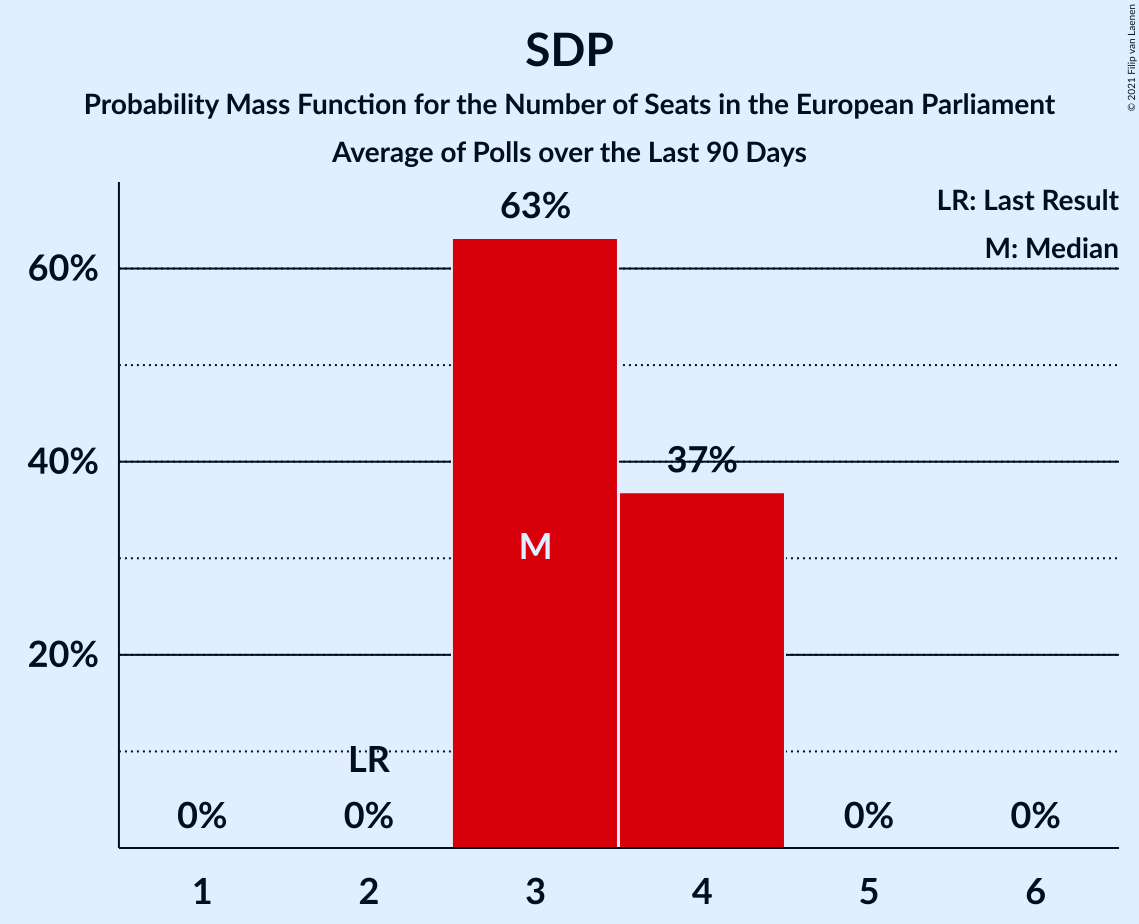 SDP
Probability Mass Function for the Number of Seats in the European Parliament
Average of Polls over the Last 90 Days
© 2021 Filip van Laenen
LR: Last Result
M: Median
63%
60%
40%
37%
M
20%
LR
0%
0%
0%
0%
1
2
3
4
5
6